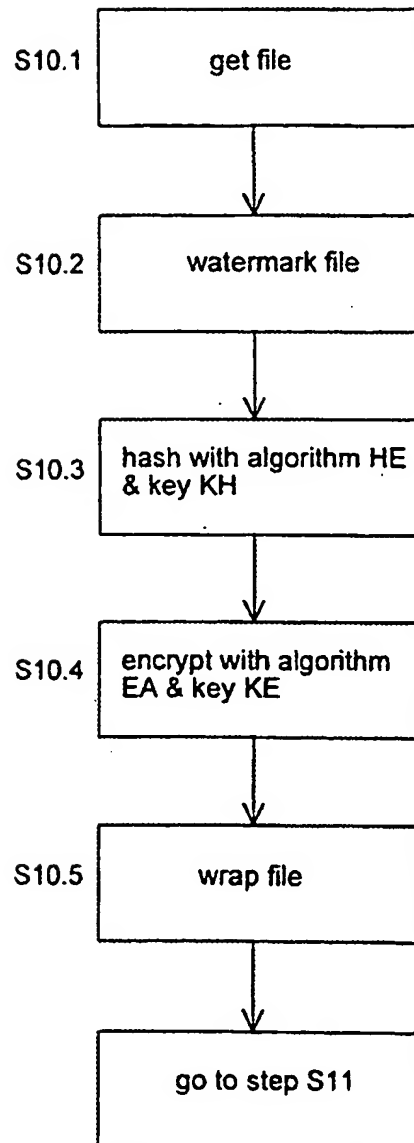 S10.1
get file
S10.2
watermark file
S10.3
hash with algorithm HE
& key KH
S10.4
encrypt with algorithm
EA & key KE
S10.5
wrap file
go to step S11